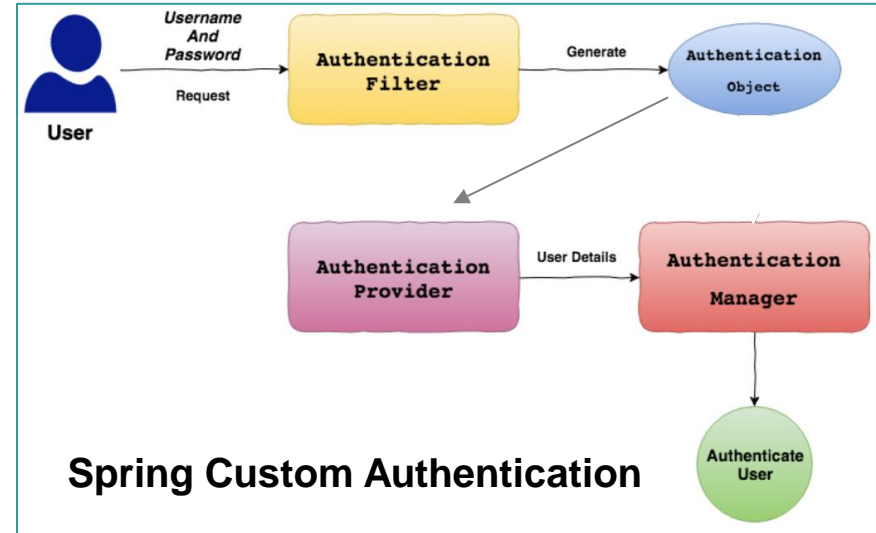 Username
And
Password
Request
User
Authentication
Filter
Generate
Authentication
Object
Authentication
Provider
User Details
Authentication
Manager
Authenticate
User
Spring Custom Authentication